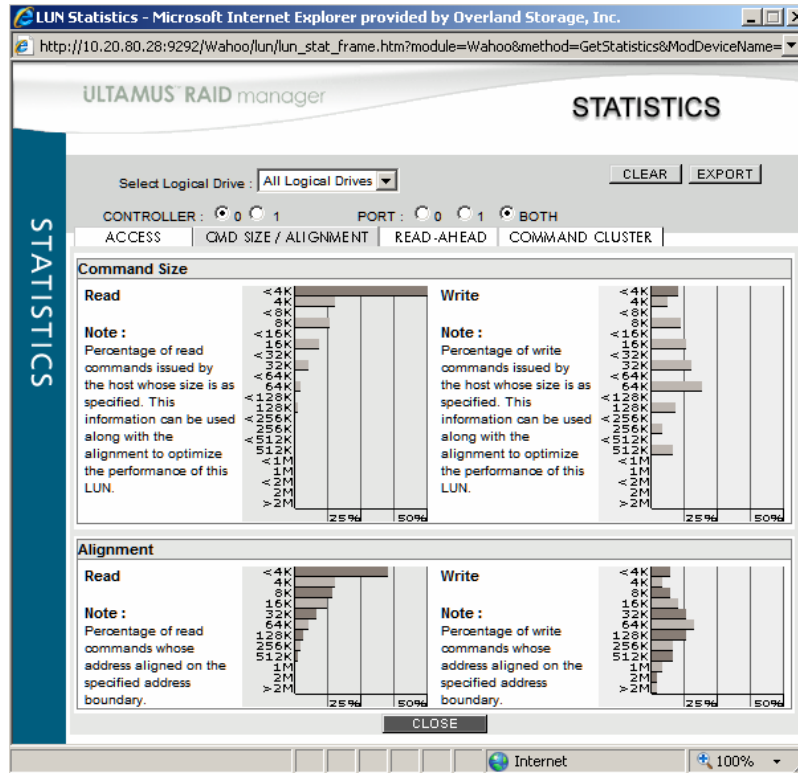 LUN Statistics - Microsoft Internet Explorer provided by Overland Storage, Inc.
http://10.20.80.28:9292/Wahoo/lun/lun_stat_frame.htm?module=Wahoo&method=GetStatistics&ModDeviceName=
ULTAMUS RAID manager
STATISTICS
STATISTICS
Select Logical Drive : All Logical Drives
CLEAR EXPORT
CONTROLLER : 0 1 PORT : 0 1 BOTH
ACCESS CMD SIZE / ALIGNMENT READ-AHEAD COMMAND CLUSTER
Command Size
Read
Note :
Percentage of read
commands issued by
the host whose size is as
specified. This
information can be used
along with the
alignment to optimize
the performance of this
LUN.
<4K
4K
<8K
8K
<16K
16K
<32K
32K
<64K
64K
<128K
128K
<256K
256K
<512K
512K
<1M
1M
<2M
2M
>2M
25% 50%
Write
Note :
Percentage of write
commands issued by
the host whose size is as
specified. This
information can be used
along with the
alignment to optimize
the performance of this
LUN.
<4K
4K
<8K
8K
<16K
16K
<32K
32K
<64K
64K
<128K
128K
<256K
256K
<512K
512K
<1M
1M
<2M
2M
>2M
25% 50%
Alignment
Read
Note :
Percentage of read
commands whose
address aligned on the
specified address
boundary.
<4K
4K
8K
16K
32K
64K
128K
256K
512K
1M
2M
>2M
25% 50%
Write
Note :
Percentage of write
commands whose
address aligned on the
specified address
boundary.
<4K
4K
8K
16K
32K
64K
128K
256K
512K
1M
2M
>2M
25% 50%
CLOSE
Internet 100%